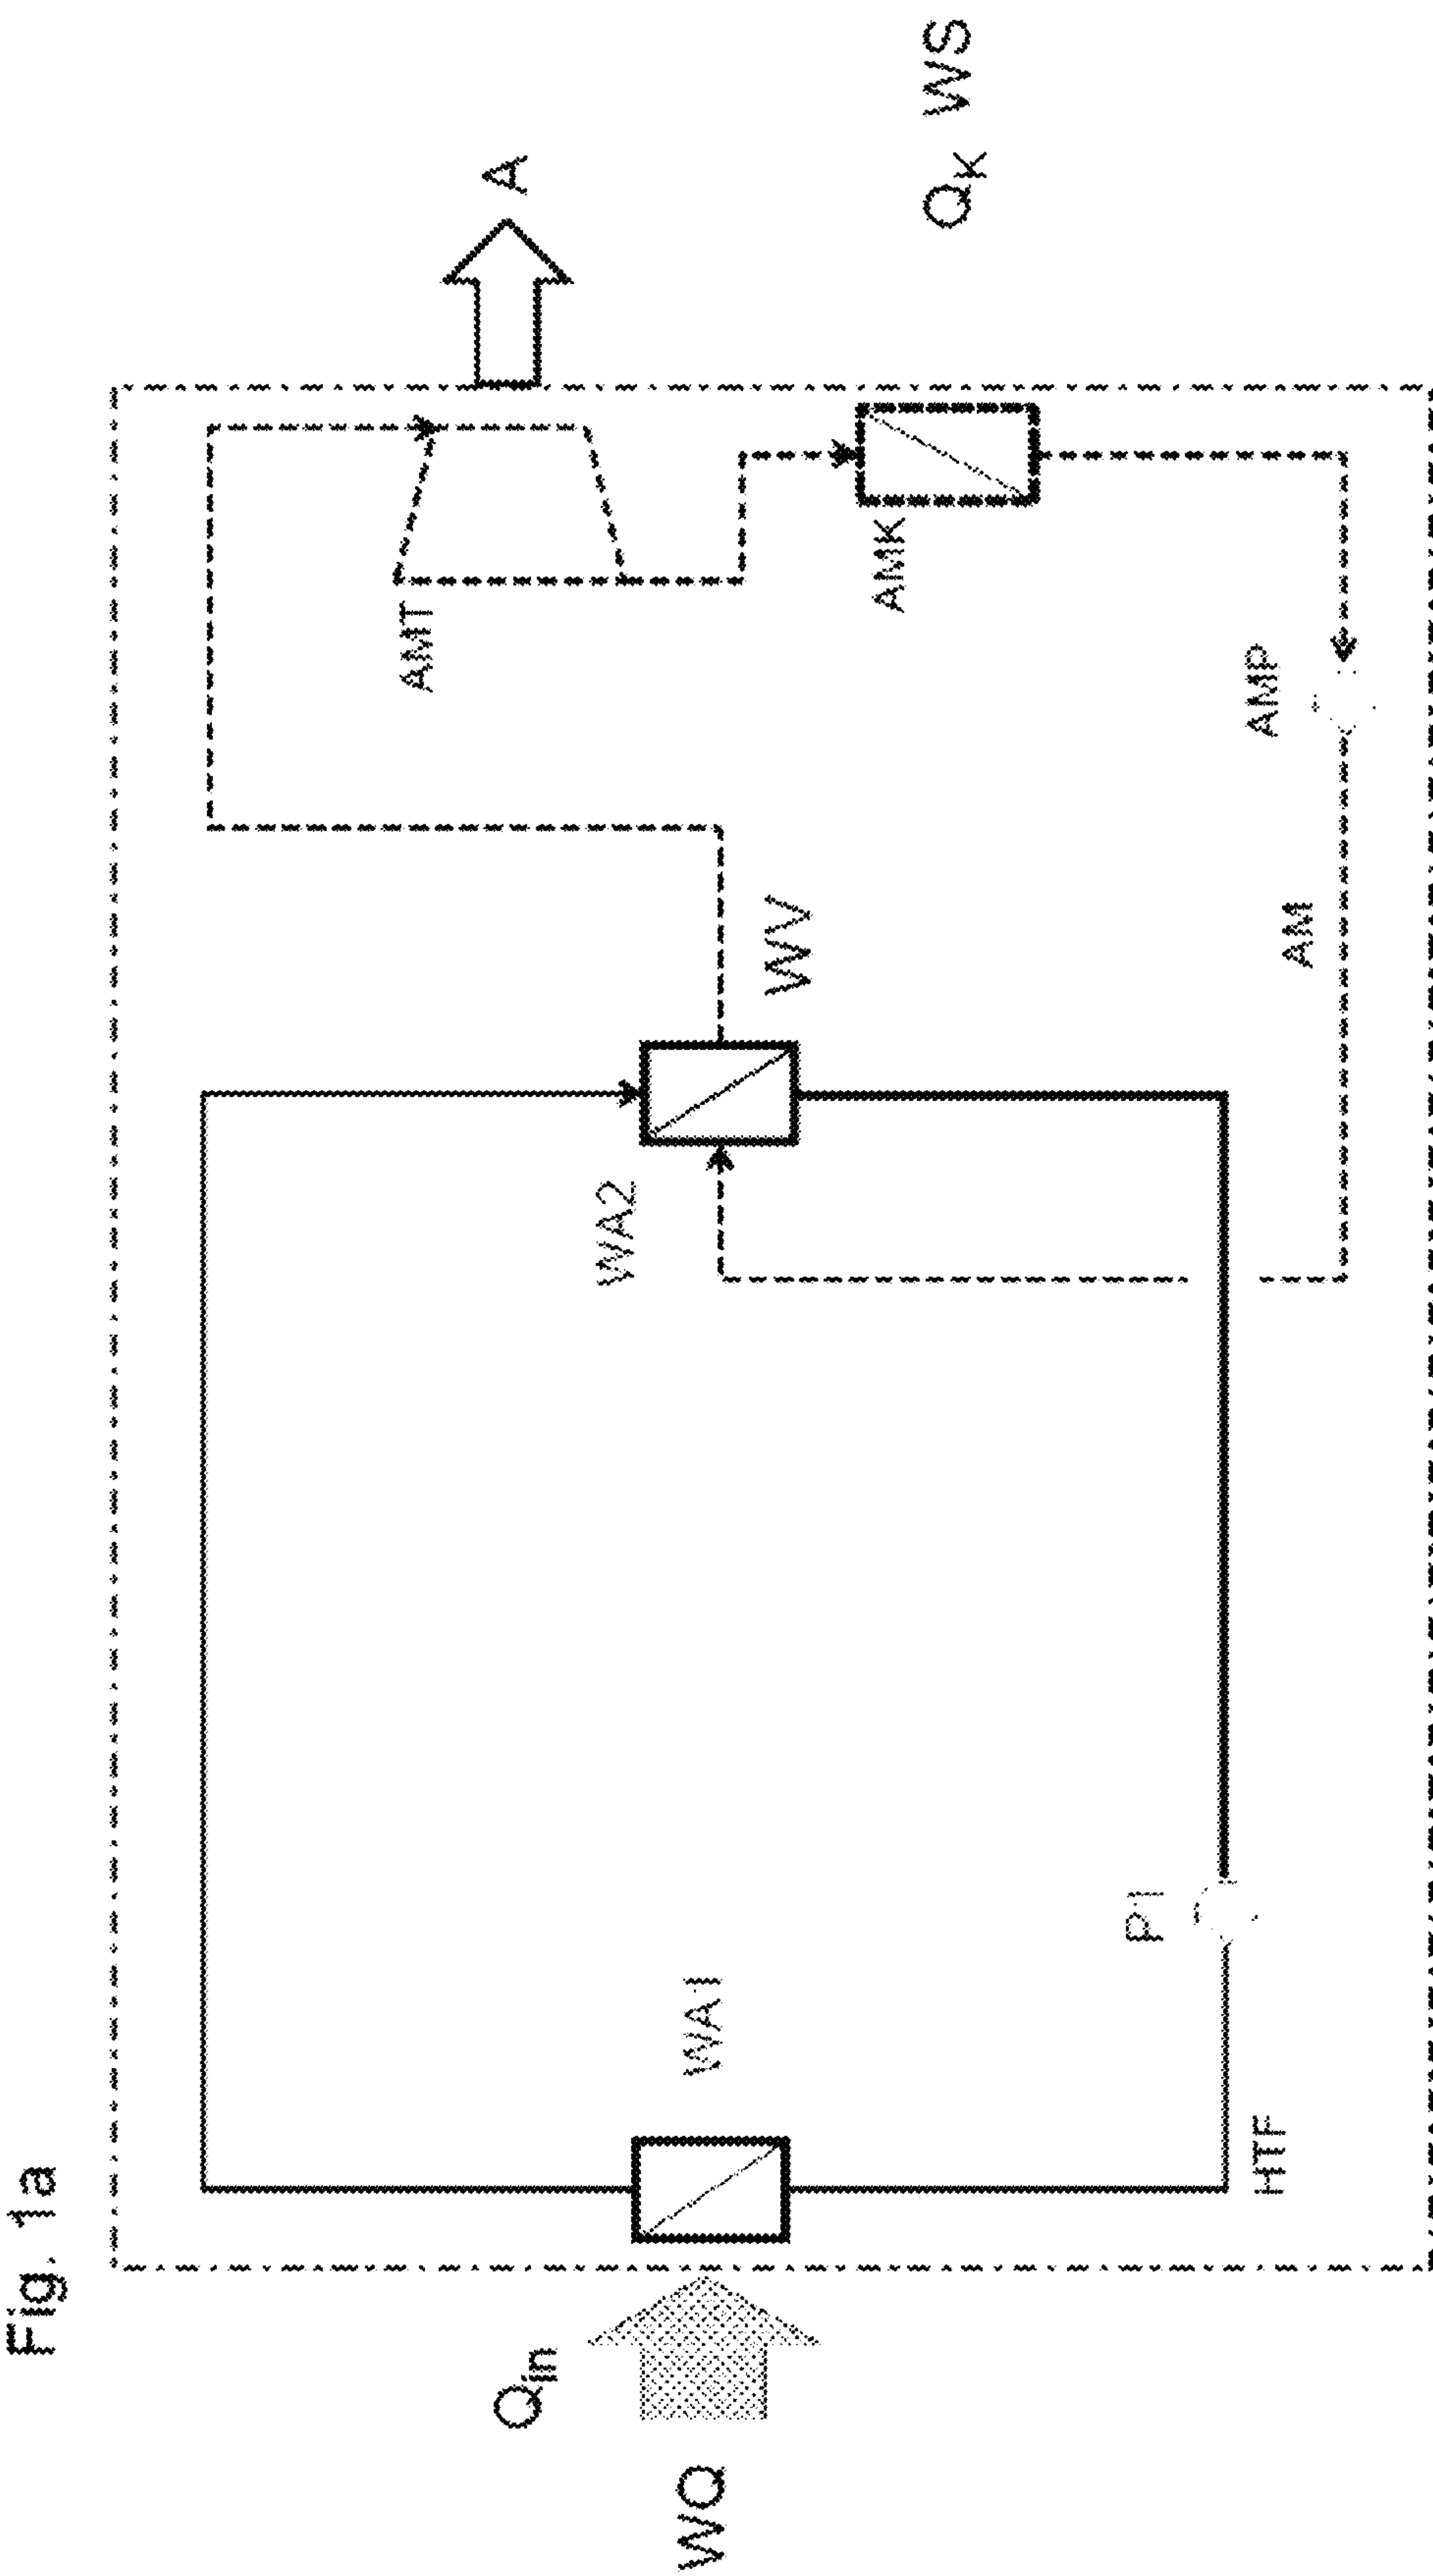 Fig. 1a
A
AMT
WA2
WV
Qin
WQ
WA1
AMK
QK WS
P1
AMP
AM
HTF